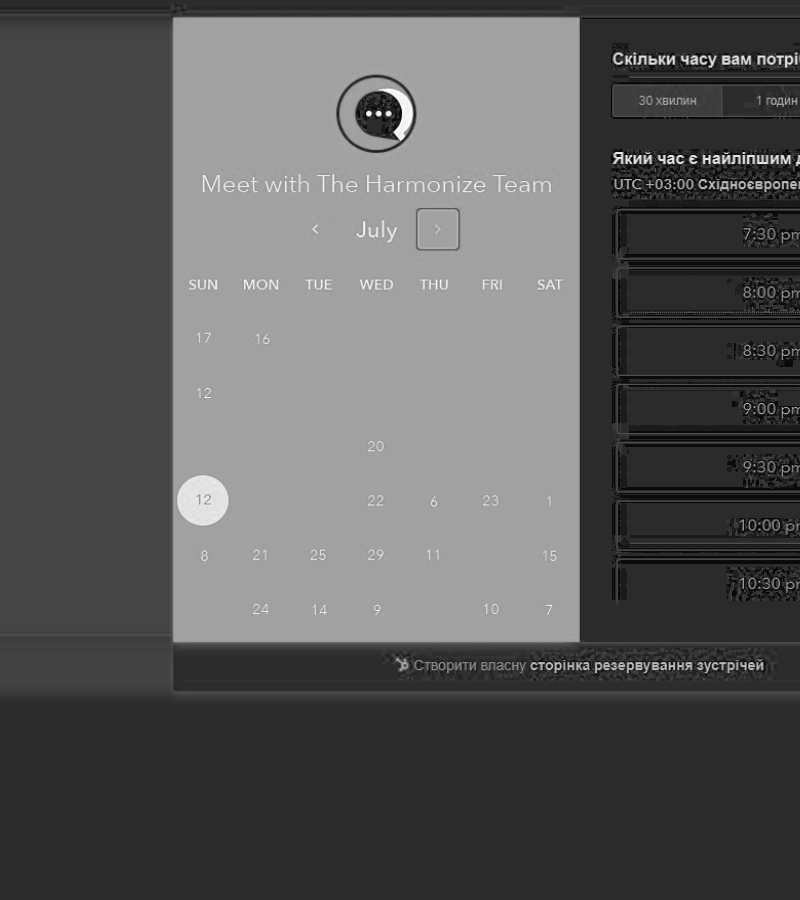 Meet with The Harmonize Team
July
SUN MON TUE WED THU FRI SAT
17 16
12
20
12 22 6 23 1
8 21 25 29 11 15
24 14 9 10 7
Скільки часу вам
30 хвилин 1 годин
Який час є найліпшим
UTC +03:00
7:30 pm
8:00 pm
8:30 pm
9:00 pm
9:30 pm
10:00 pm
10:30 pm
Створити власну сторінка резервування зустрічей